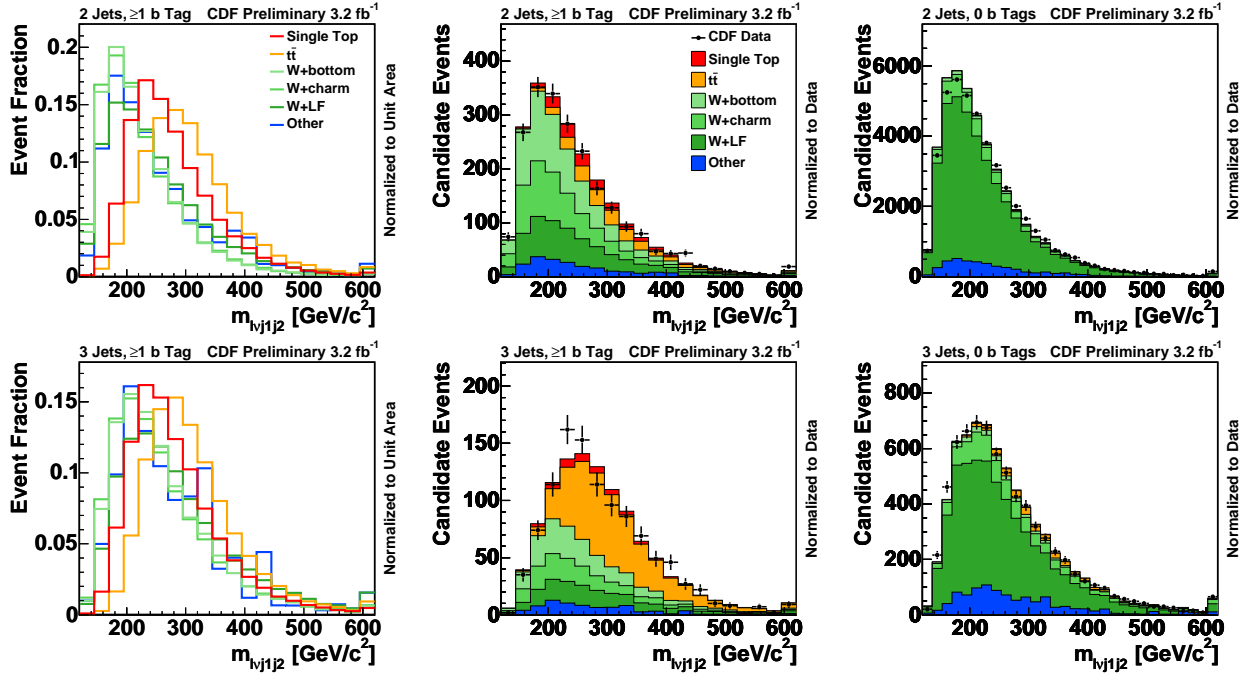 2 Jets, ≥1 b Tag CDF Preliminary 3.2 fb⁻¹
Event Fraction
0.2
0.15
0.1
0.05
0
Single Top
tt̄
W+bottom
W+charm
W+LF
Other
200 300 400 500 600
m_lνj1j2 [GeV/c²]
Normalized to Unit Area
2 Jets, ≥1 b Tag CDF Preliminary 3.2 fb⁻¹
Candidate Events
400
300
200
100
0
CDF Data
Single Top
tt̄
W+bottom
W+charm
W+LF
Other
200 300 400 500 600
m_lνj1j2 [GeV/c²]
Normalized to Data
2 Jets, 0 b Tags CDF Preliminary 3.2 fb⁻¹
Candidate Events
6000
4000
2000
0
200 300 400 500 600
m_lνj1j2 [GeV/c²]
Normalized to Data
3 Jets, ≥1 b Tag CDF Preliminary 3.2 fb⁻¹
Event Fraction
0.15
0.1
0.05
0
200 300 400 500 600
m_lνj1j2 [GeV/c²]
Normalized to Unit Area
3 Jets, ≥1 b Tag CDF Preliminary 3.2 fb⁻¹
Candidate Events
200
150
100
50
0
200 300 400 500 600
m_lνj1j2 [GeV/c²]
Normalized to Data
3 Jets, 0 b Tags CDF Preliminary 3.2 fb⁻¹
Candidate Events
800
600
400
200
0
200 300 400 500 600
m_lνj1j2 [GeV/c²]
Normalized to Data